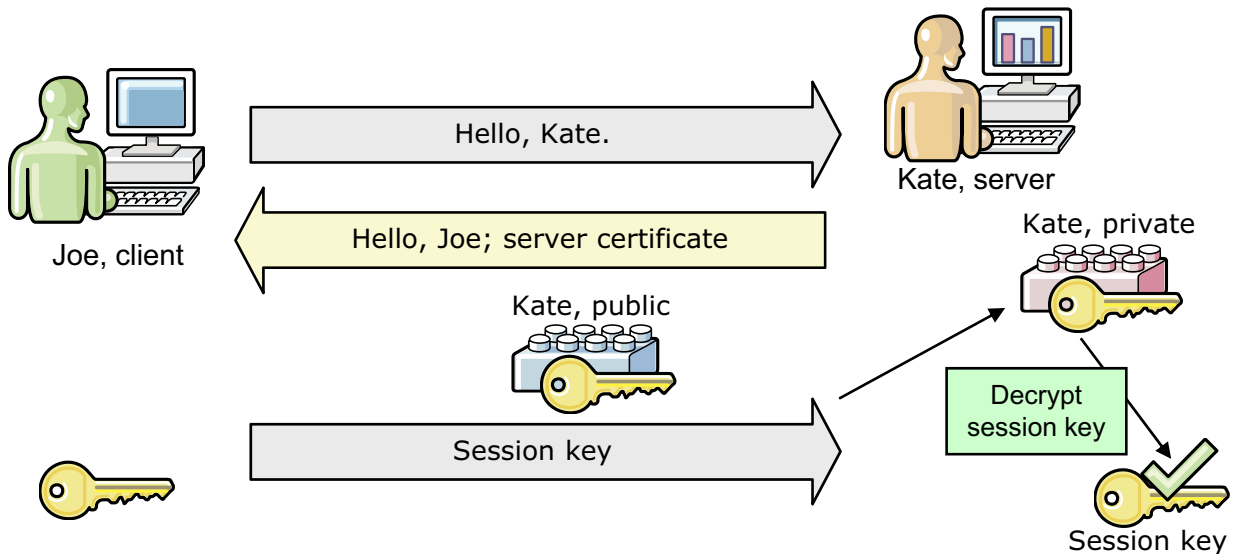 Hello, Kate.
Kate, server
Joe, client
Hello, Joe; server certificate
Kate, private
Kate, public
Decrypt
session key
Session key
Session key